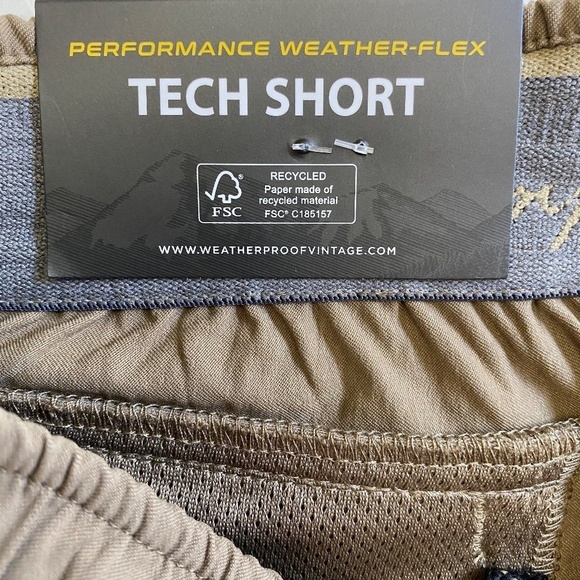 PERFORMANCE WEATHER-FLEX
TECH SHORT
RECYCLED
Paper made of
recycled material
FSC® C185157
FSC
WWW.WEATHERPROOFVINTAGE.COM